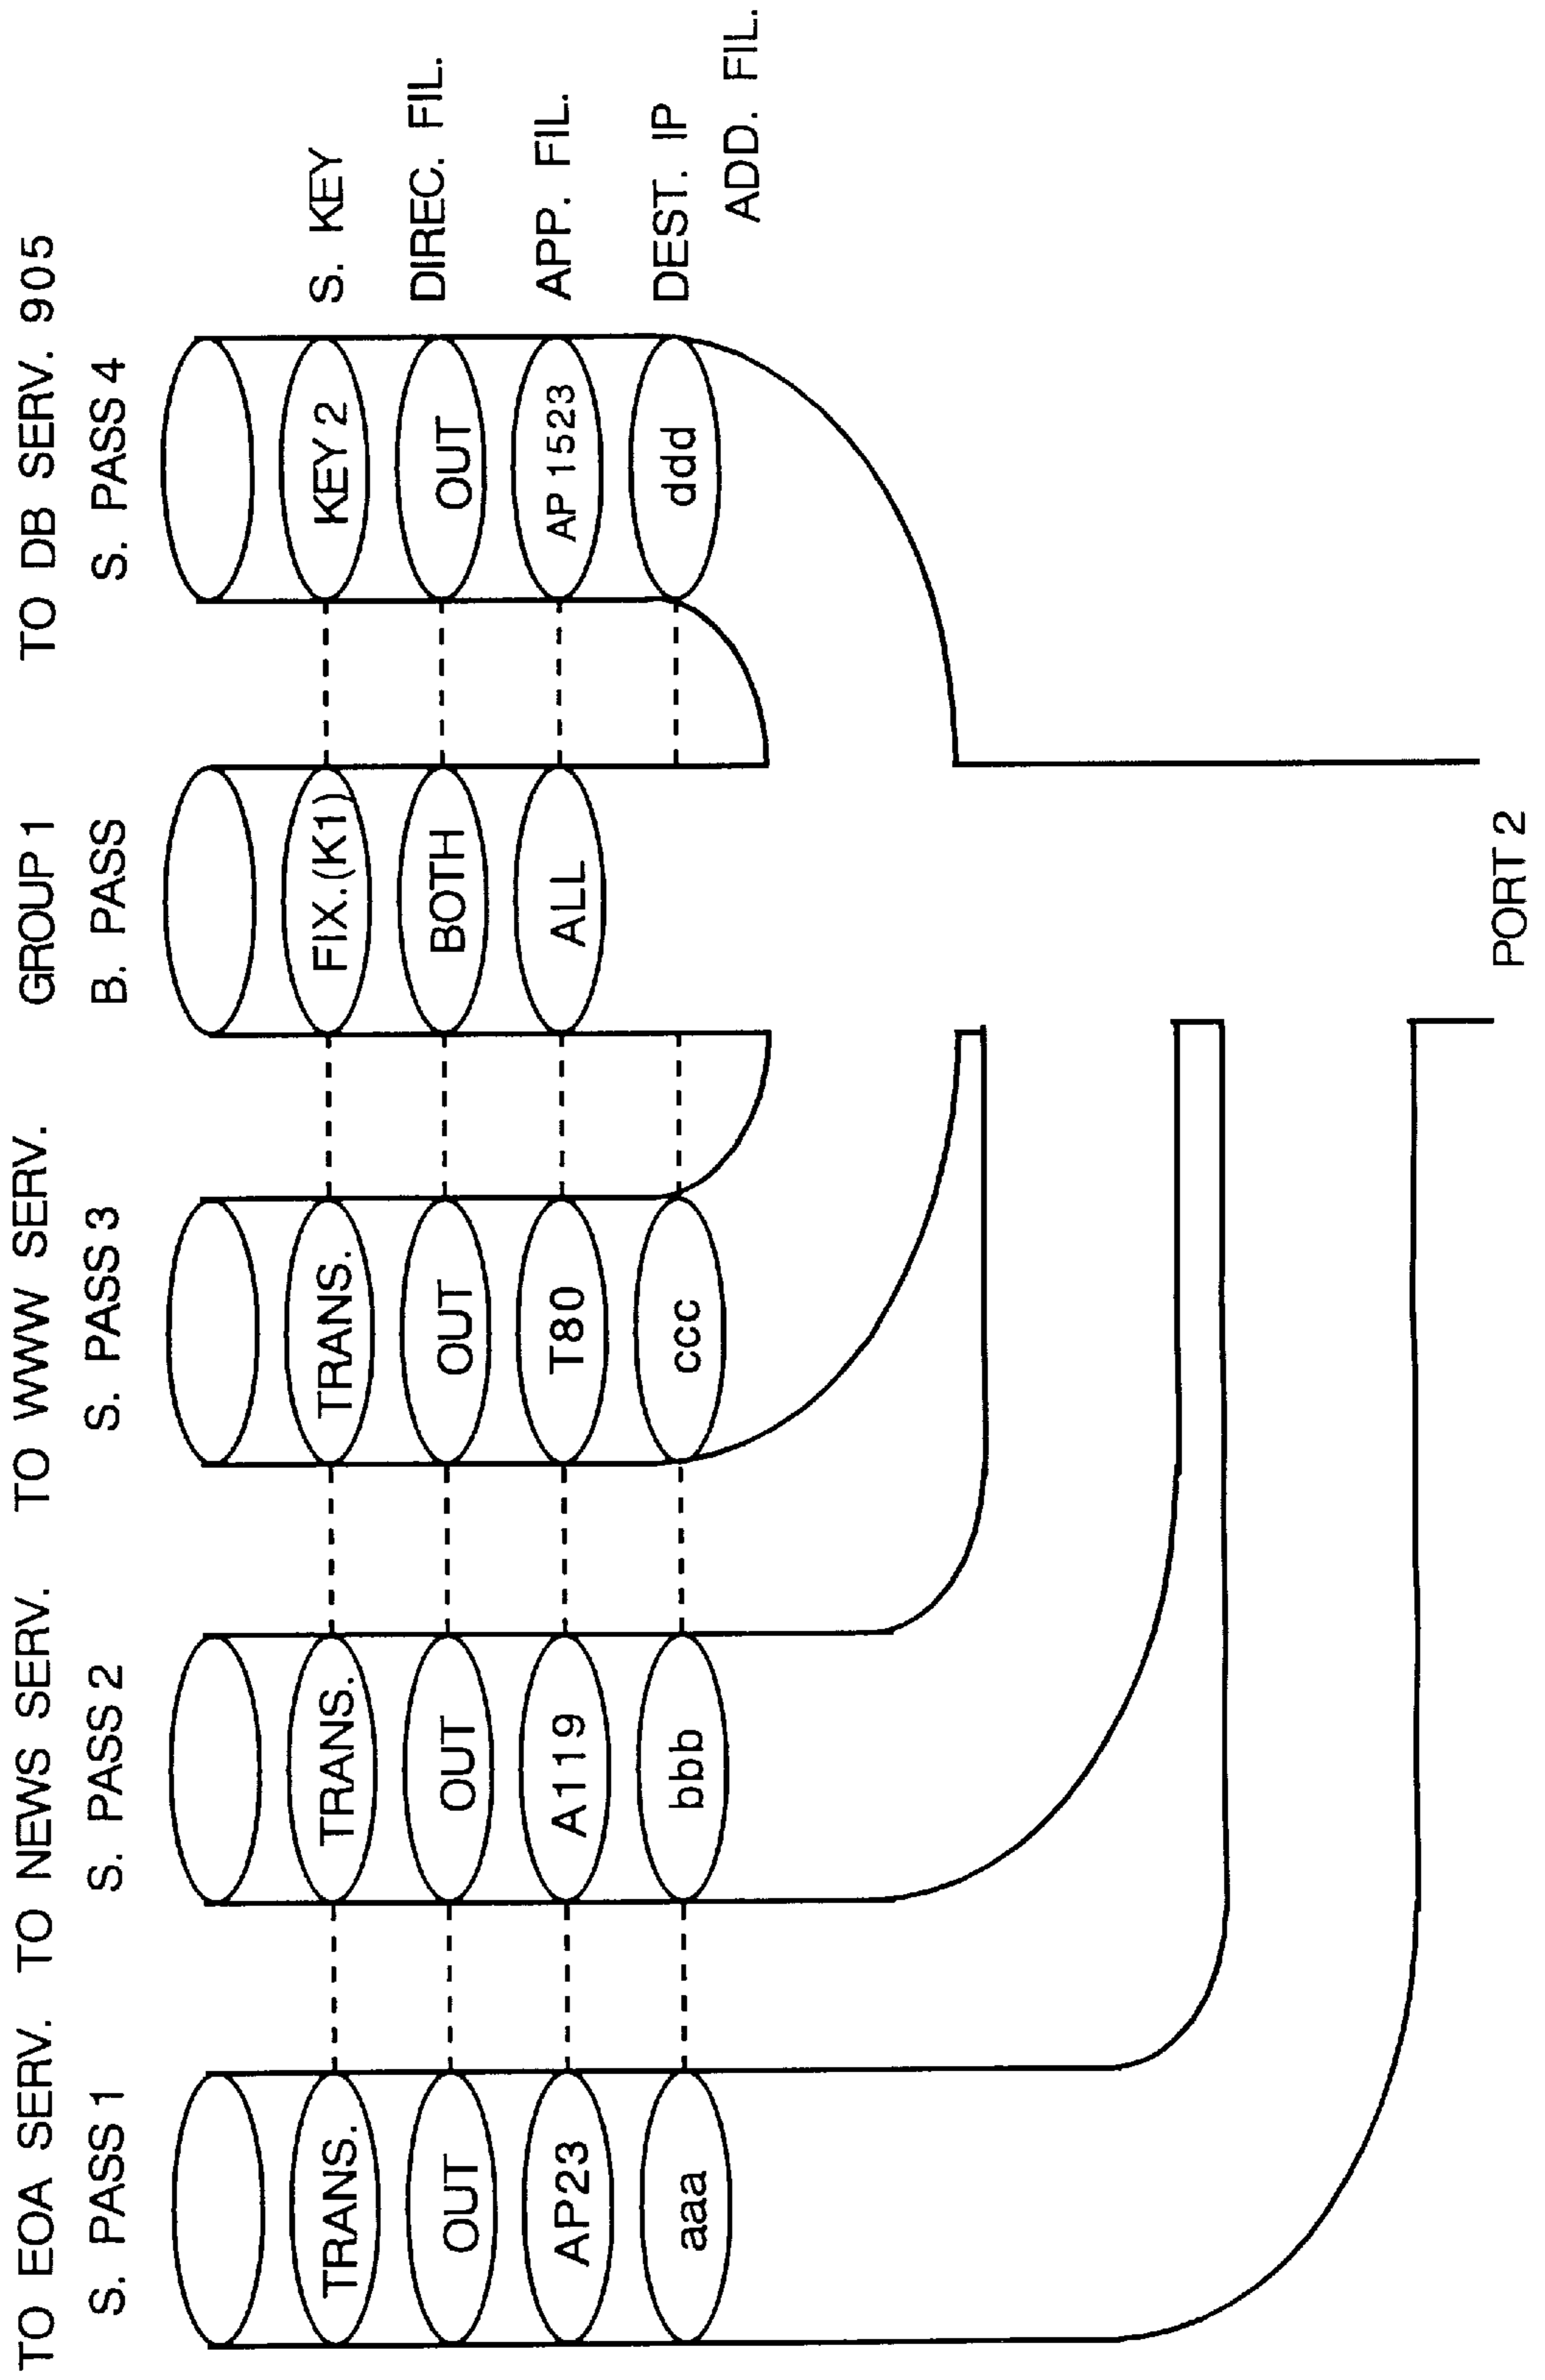 TO EOA SERV. TO NEWS SERV. TO WWW SERV. GROUP 1 TO DB SERV. 905
S. PASS 1 S. PASS 2 S. PASS 3 B. PASS S. PASS 4
TRANS. TRANS. TRANS. FIX.(K1) KEY 2 S. KEY
OUT OUT OUT BOTH OUT DIREC. FIL.
AP23 A119 T80 ALL AP 1523 APP. FIL.
aaa bbb ccc ddd DEST. IP
ADD. FIL.
PORT 2